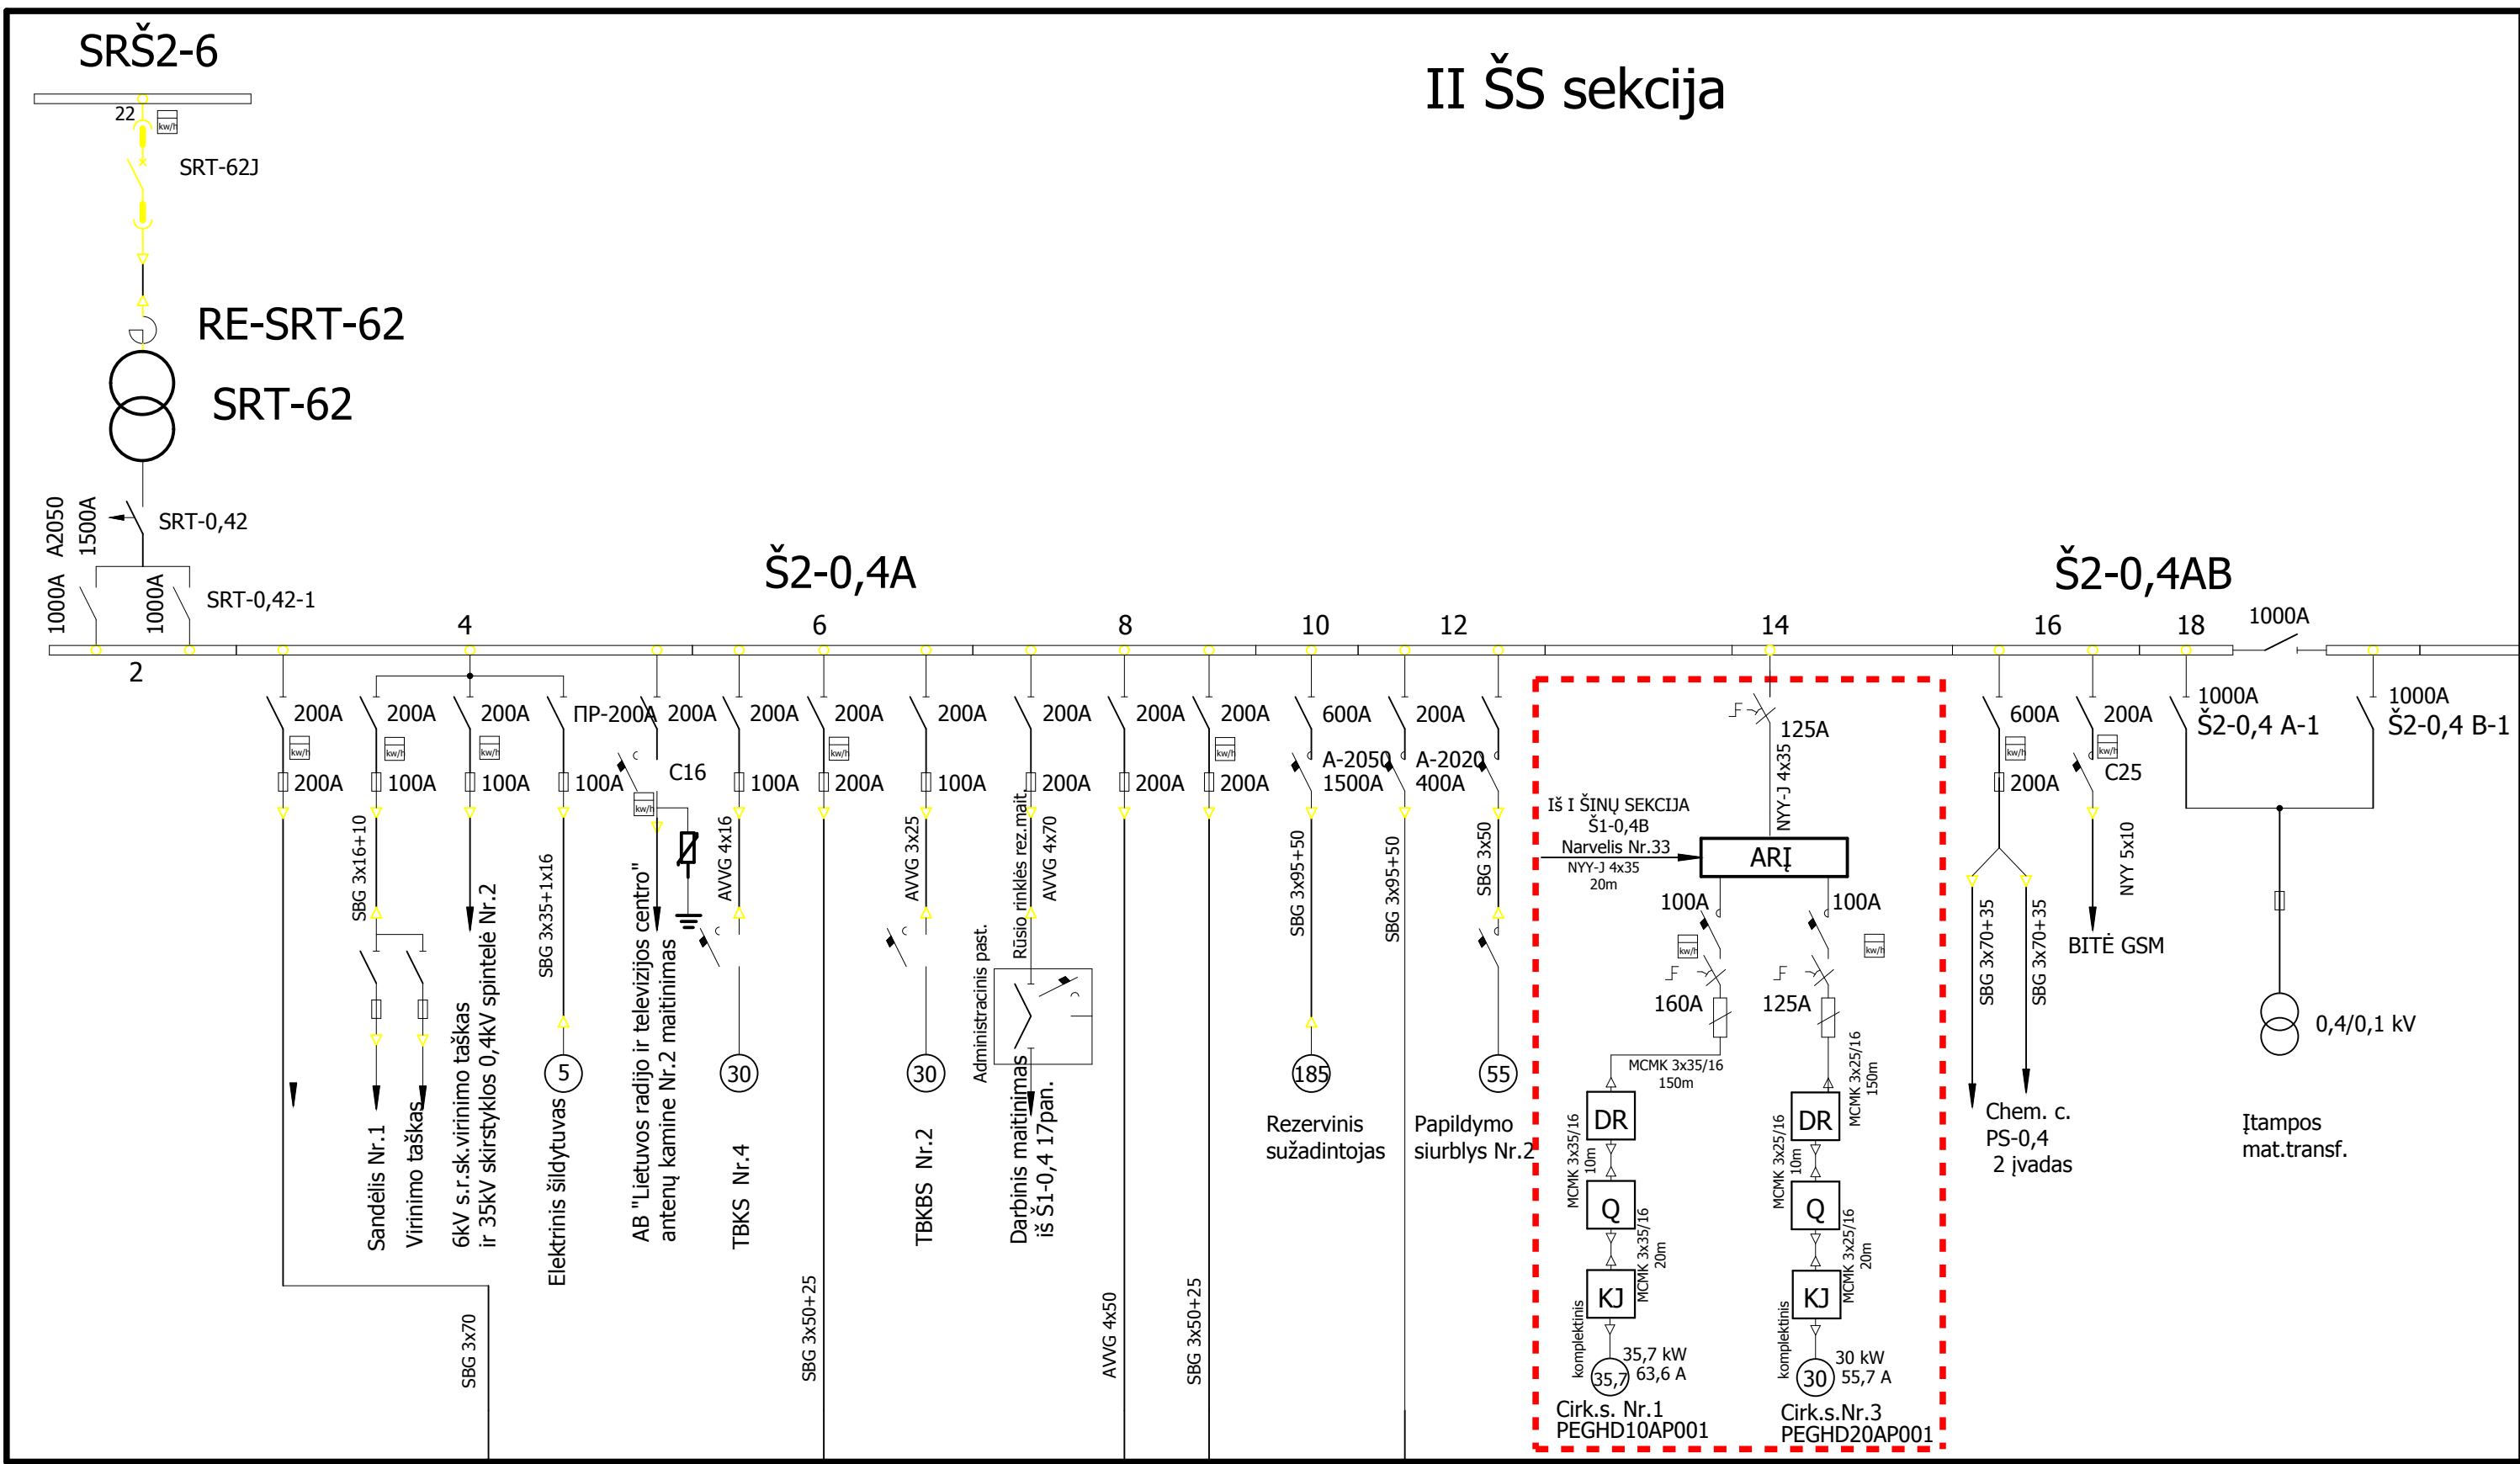 SRŠ2-6
II ŠS sekcija
22
kw/h
SRT-62J
RE-SRT-62
SRT-62
A2050
1500A
SRT-0,42
1000A
1000A
SRT-0,42-1
Š2-0,4A
Š2-0,4AB
2
4
6
8
10
12
14
16
18
1000A
200A
200A
200A
ПР-200A
200A
200A
200A
200A
200A
200A
200A
600A
200A
125A
600A
200A
1000A
Š2-0,4 A-1
1000A
Š2-0,4 B-1
kw/h
kw/h
kw/h
kw/h
kw/h
kw/h
kw/h
kw/h
200A
100A
100A
100A
C16
100A
200A
100A
200A
200A
200A
A-2050
1500A
A-2020
400A
200A
C25
SBG 3x16+10
SBG 3x35+1x16
AVVG 4x16
AVVG 3x25
Rūsio rinklės rez.mait.
AVVG 4x70
SBG 3x95+50
SBG 3x95+50
SBG 3x50
NYY-J 4x35
Iš I ŠINŲ SEKCIJA
Š1-0,4B
Narvelis Nr.33
NYY-J 4x35
20m
ARĮ
100A
100A
kw/h
kw/h
160A
125A
MCMK 3x35/16
150m
MCMK 3x25/16
150m
DR
DR
MCMK 3x35/16
10m
MCMK 3x25/16
10m
Q
Q
MCMK 3x35/16
20m
MCMK 3x25/16
20m
KJ
KJ
komplektinis
komplektinis
35,7
35,7 kW
63,6 A
30
30 kW
55,7 A
Cirk.s. Nr.1
PEGHD10AP001
Cirk.s.Nr.3
PEGHD20AP001
SBG 3x70
Sandėlis Nr.1
Virinimo taškas
6kV s.r.sk.virinimo taškas
ir 35kV skirstyklos 0,4kV spintelė Nr.2
5
Elektrinis šildytuvas
AB "Lietuvos radijo ir televizijos centro"
antenų kamine Nr.2 maitinimas
30
TBKS Nr.4
SBG 3x50+25
30
TBKBS Nr.2
Administracinis past.
Darbinis maitinimas
iš Š1-0,4 17pan.
AVVG 4x50
SBG 3x50+25
185
Rezervinis
sužadintojas
55
Papildymo
siurblys Nr.2
SBG 3x70+35
SBG 3x70+35
Chem. c.
PS-0,4
2 įvadas
NYY 5x10
BITĖ GSM
0,4/0,1 kV
Įtampos
mat.transf.